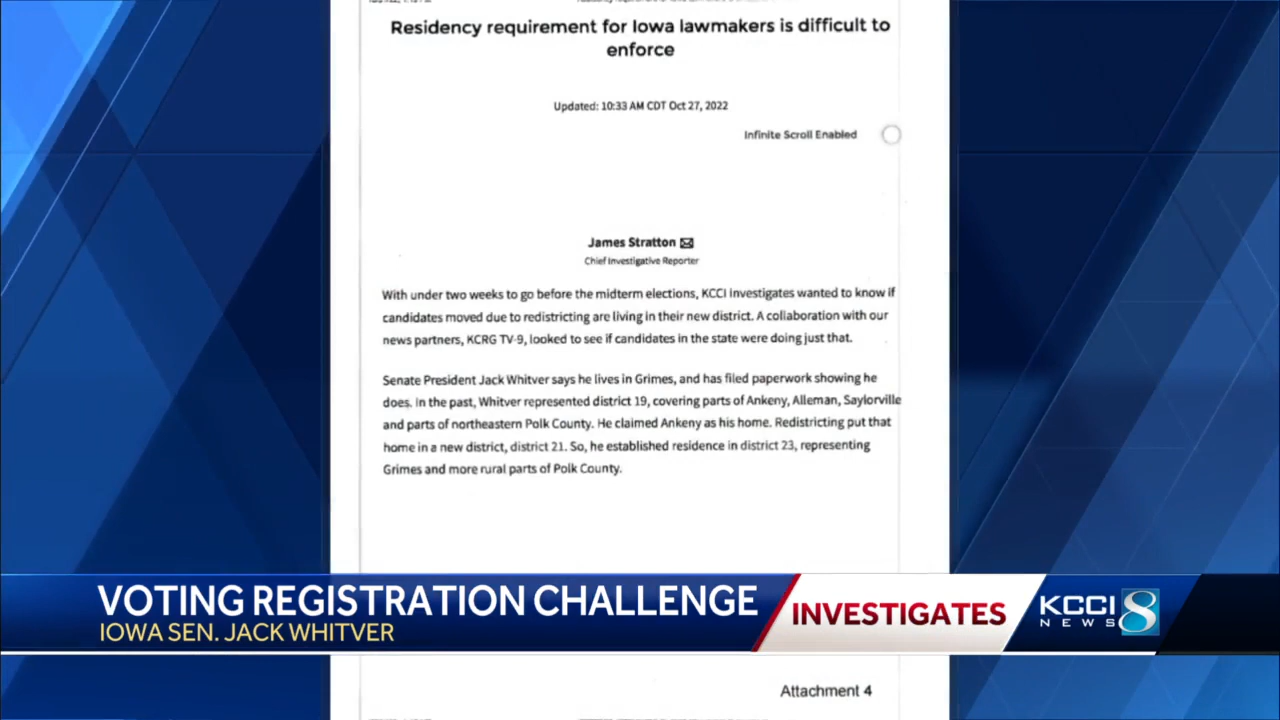 Residency requirement for Iowa lawmakers is difficult to
enforce
Updated: 10:33 AM CDT Oct 27, 2022
Infinite Scroll Enabled
James Stratton
Chief Investigative Reporter
With under two weeks to go before the midterm elections, KCCI Investigates wanted to know if
candidates moved due to redistricting are living in their new district. A collaboration with our
news partners, KCRG TV-9, looked to see if candidates in the state were doing just that.
Senate President Jack Whitver says he lives in Grimes, and has filed paperwork showing he
does. In the past, Whitver represented district 19, covering parts of Ankeny, Alleman, Saylorville
and parts of northeastern Polk County. He claimed Ankeny as his home. Redistricting put that
home in a new district, district 21. So, he established residence in district 23, representing
Grimes and more rural parts of Polk County.
VOTING REGISTRATION CHALLENGE
IOWA SEN. JACK WHITVER
INVESTIGATES
KCCI 8
NEWS
Attachment 4